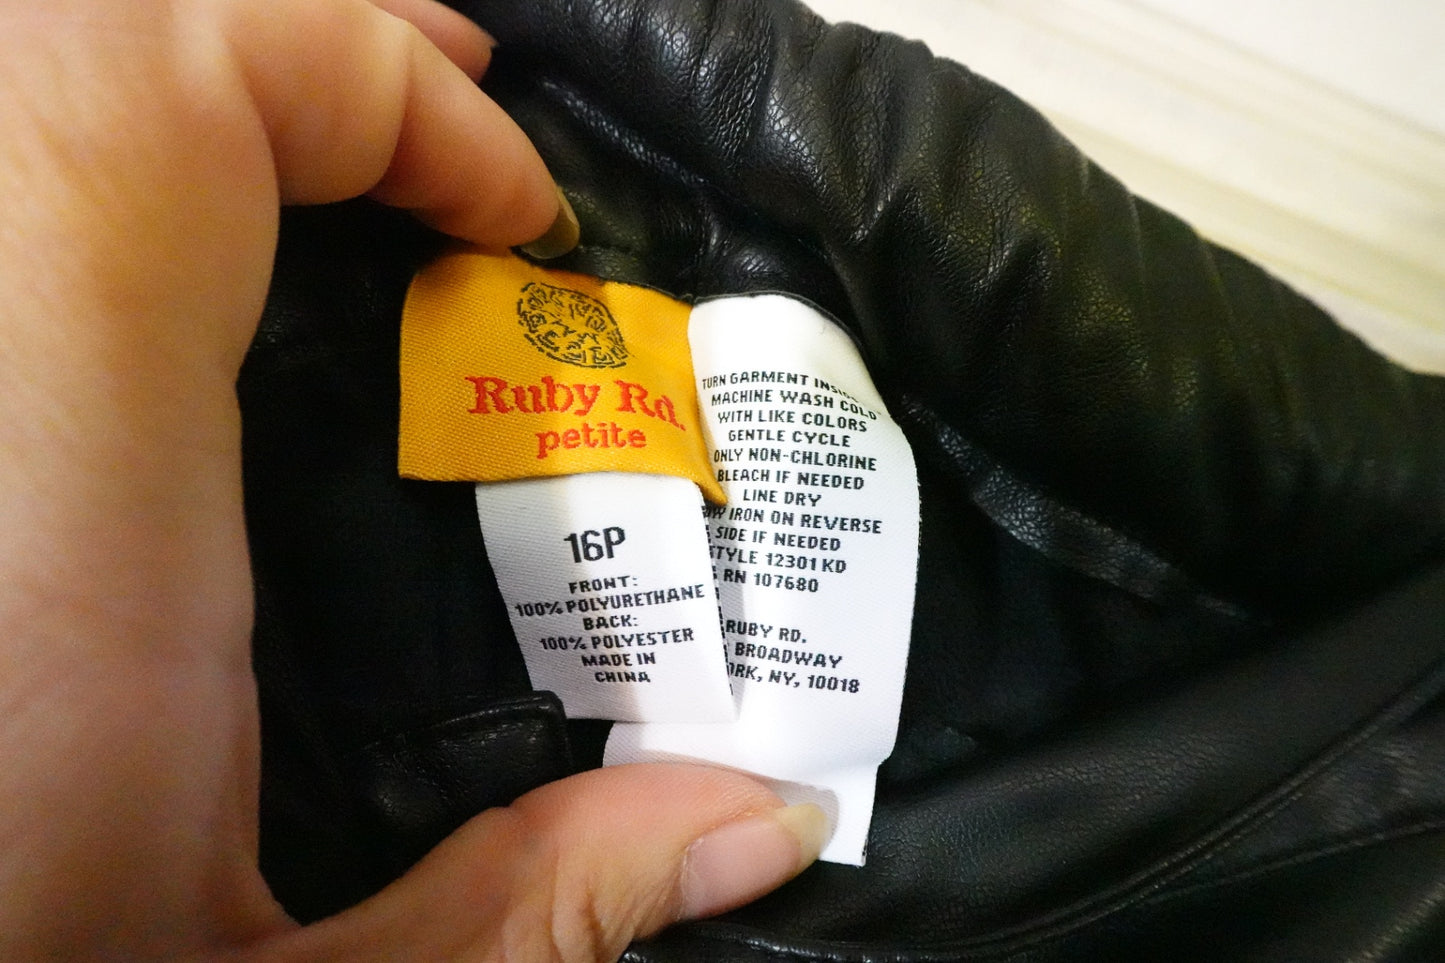 Ruby Rd.
petite
16P
FRONT:
100% POLYURETHANE
BACK:
100% POLYESTER
MADE IN
CHINA
TURN GARMENT
MACHINE WASH COLD
WITH LIKE COLORS
GENTLE CYCLE
ONLY NON-CHLORINE
BLEACH IF NEEDED
LINE DRY
IRON ON REVERSE
SIDE IF NEEDED
STYLE 12301 KD
RN 107680
RUBY RD.
BROADWAY
NY, 10018